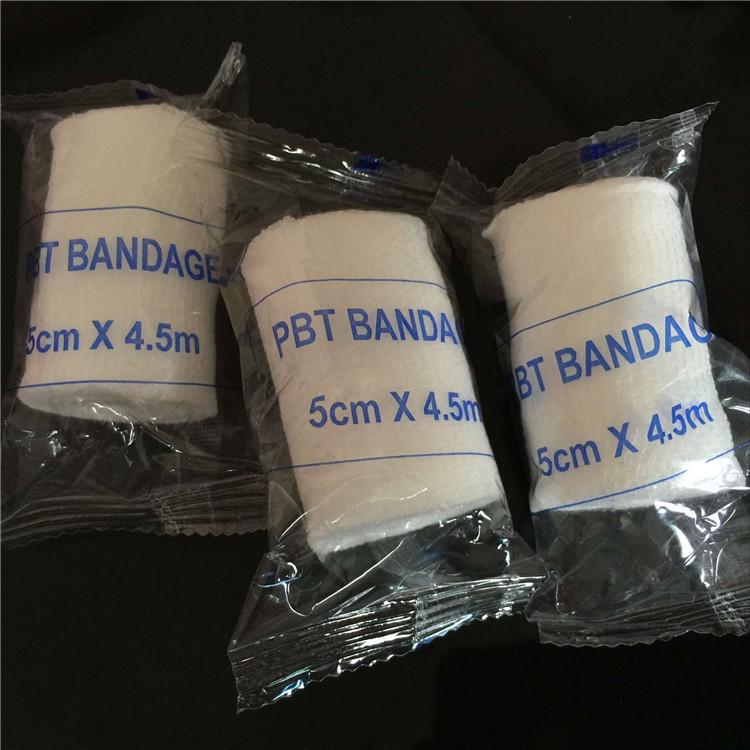 PBT BANDAGE
5cm X 4.5m
PBT BANDAG
5cm X 4.5m
BT BANDAG
5cm X 4.5m